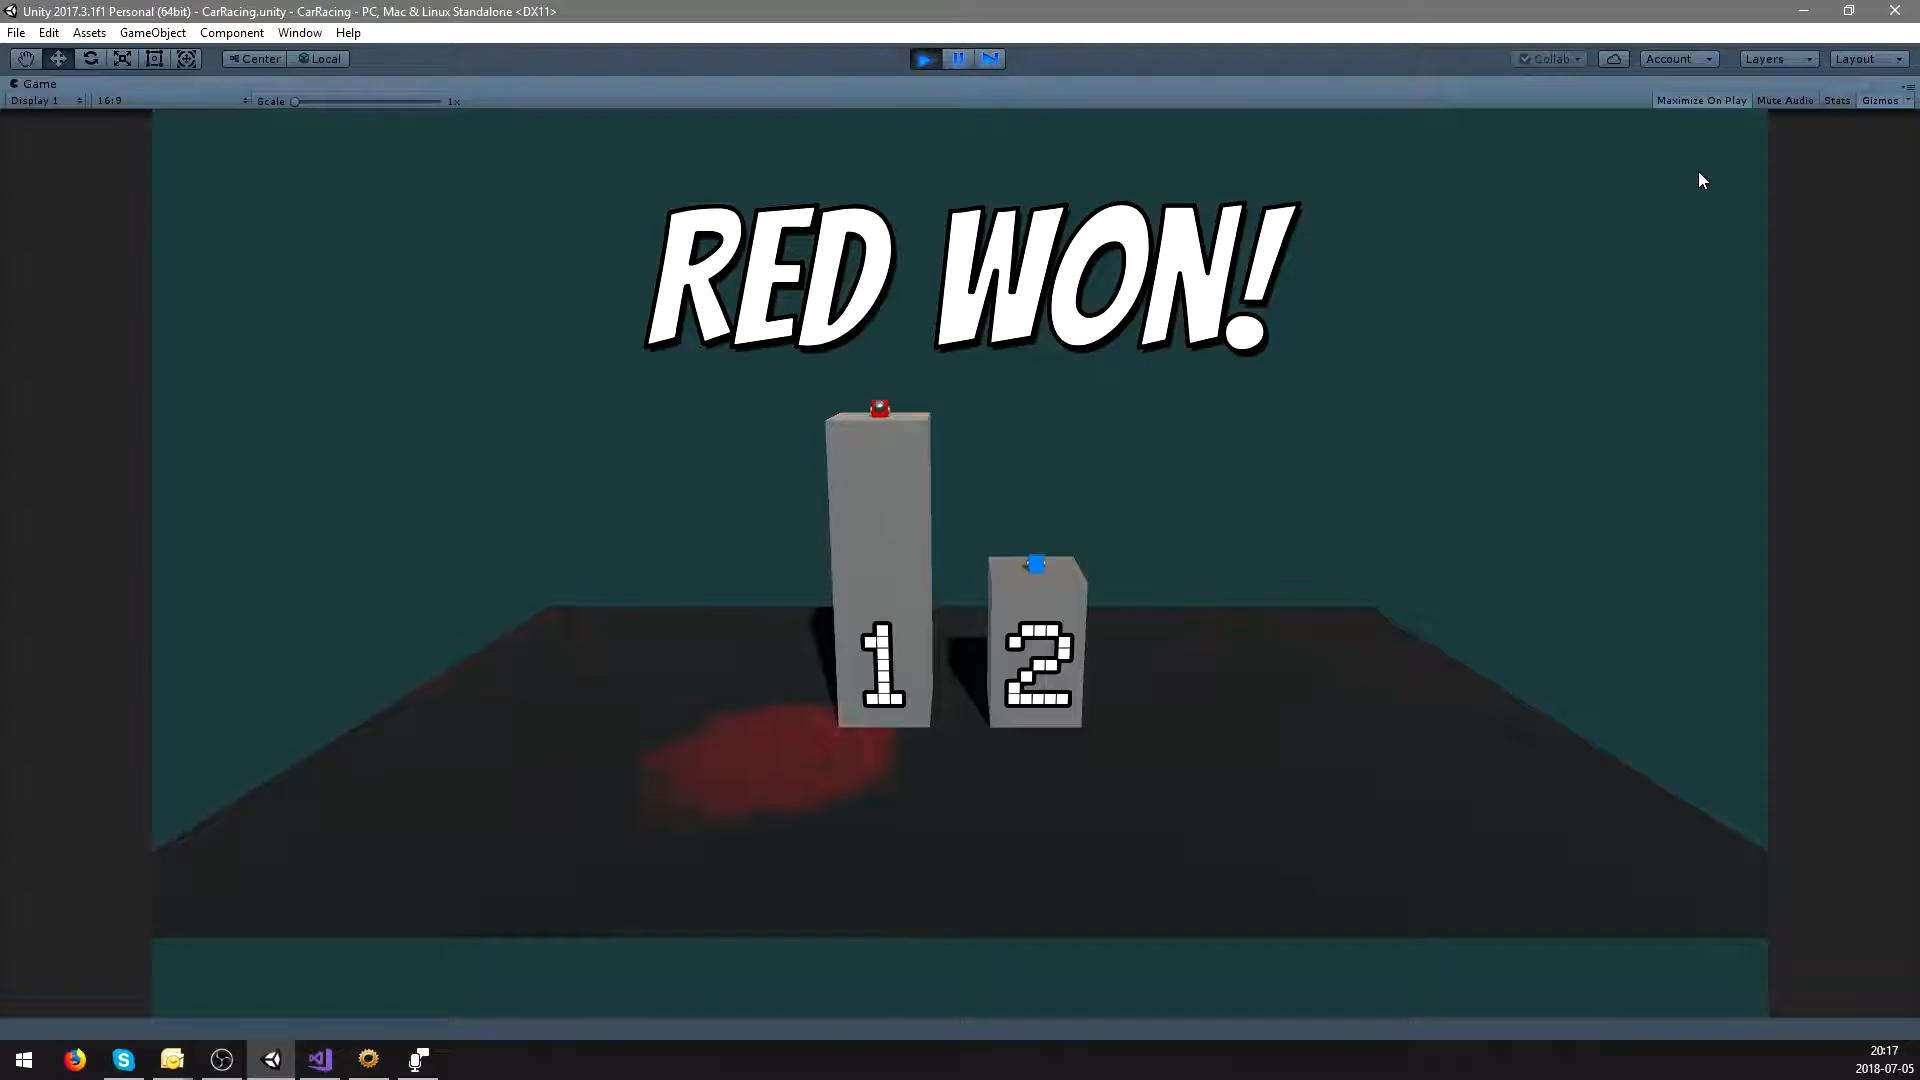 Unity 2017.3.1f1 Personal (64bit) - CarRacing.unity - CarRacing - PC, Mac & Linux Standalone <DX11>
File Edit Assets GameObject Component Window Help
Center Local Collab Account Layers Layout
Game
Display 1 16:9 Scale 1x Maximize On Play Mute Audio Stats Gizmos
RED WON!
1 2
20:17
2018-07-05